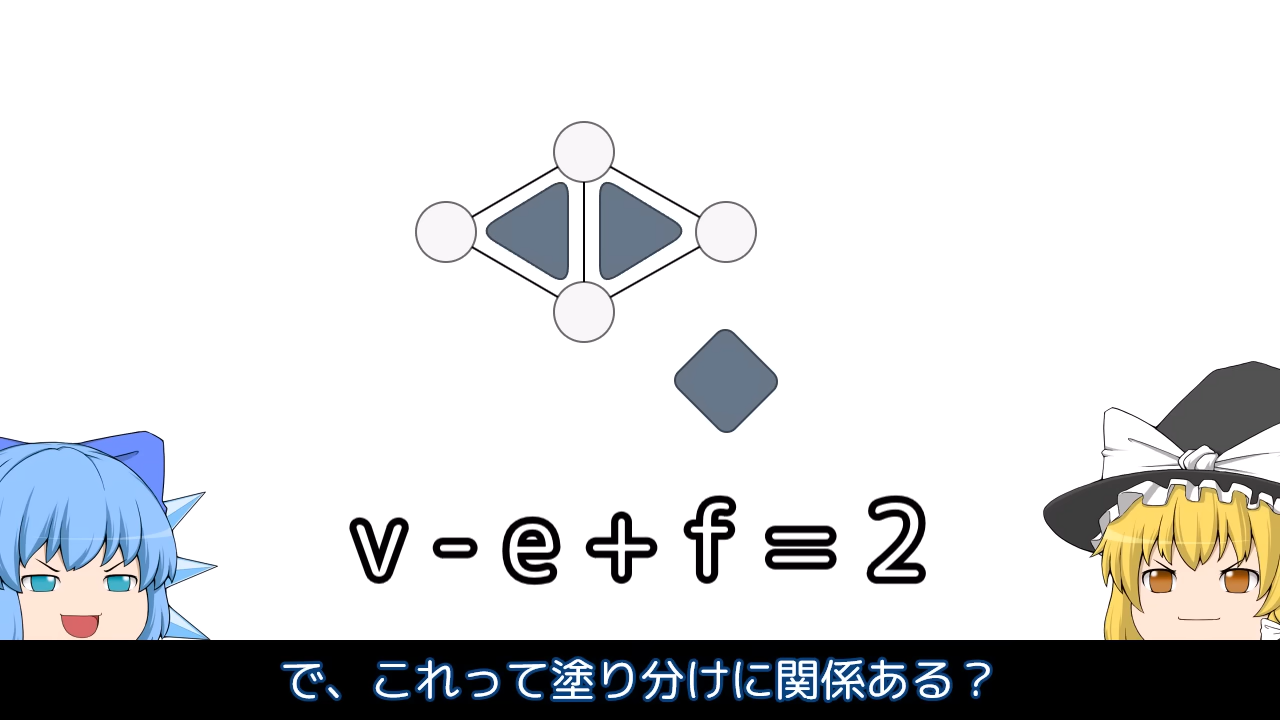 v - e + f = 2
で、これって塗り分けに関係ある？